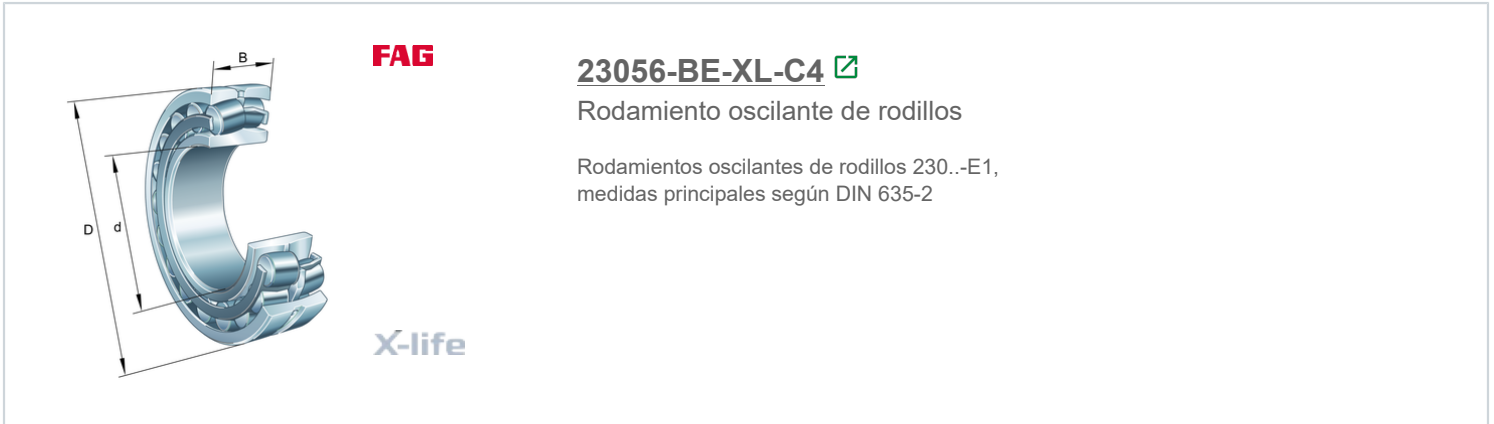 FAG
B
D
d
X-life
23056-BE-XL-C4
Rodamiento oscilante de rodillos
Rodamientos oscilantes de rodillos 230..-E1,
medidas principales según DIN 635-2